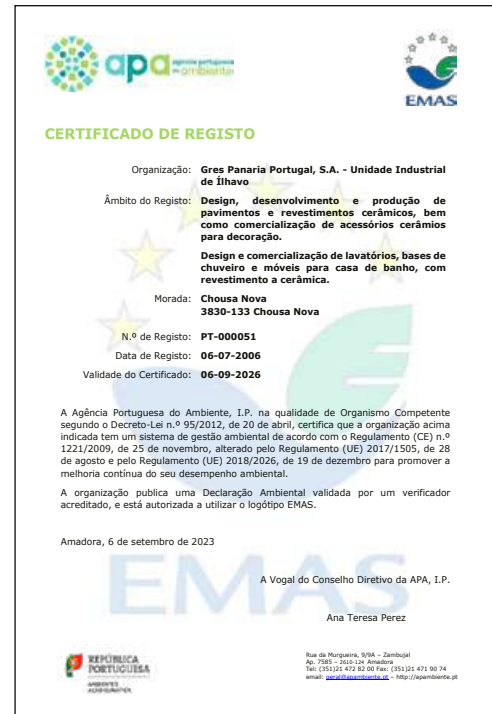 apa agência portuguesa do ambiente
EMAS
CERTIFICADO DE REGISTO
Organização: Gres Panaria Portugal, S.A. - Unidade Industrial
de Ílhavo
Âmbito do Registo: Design, desenvolvimento e produção de
pavimentos e revestimentos cerâmicos, bem
como comercialização de acessórios cerâmios
para decoração.
Design e comercialização de lavatórios, bases de
chuveiro e móveis para casa de banho, com
revestimento a cerâmica.
Morada: Chousa Nova
3830-133 Chousa Nova
N.º de Registo: PT-000051
Data de Registo: 06-07-2006
Validade do Certificado: 06-09-2026
A Agência Portuguesa do Ambiente, I.P. na qualidade de Organismo Competente
segundo o Decreto-Lei n.º 95/2012, de 20 de abril, certifica que a organização acima
indicada tem um sistema de gestão ambiental de acordo com o Regulamento (CE) n.º
1221/2009, de 25 de novembro, alterado pelo Regulamento (UE) 2017/1505, de 28
de agosto e pelo Regulamento (UE) 2018/2026, de 19 de dezembro para promover a
melhoria contínua do seu desempenho ambiental.
A organização publica uma Declaração Ambiental validada por um verificador
acreditado, e está autorizada a utilizar o logótipo EMAS.
Amadora, 6 de setembro de 2023
EMAS
A Vogal do Conselho Diretivo da APA, I.P.
Ana Teresa Perez
REPÚBLICA
PORTUGUESA
Rua da Murgueira, 9/9A – Zambujal
Ap. 7585 – 2610-124 Amadora
Tel: (351)21 472 82 00 Fax: (351)21 471 90 74
email: geral@apambiente.pt – http://apambiente.pt